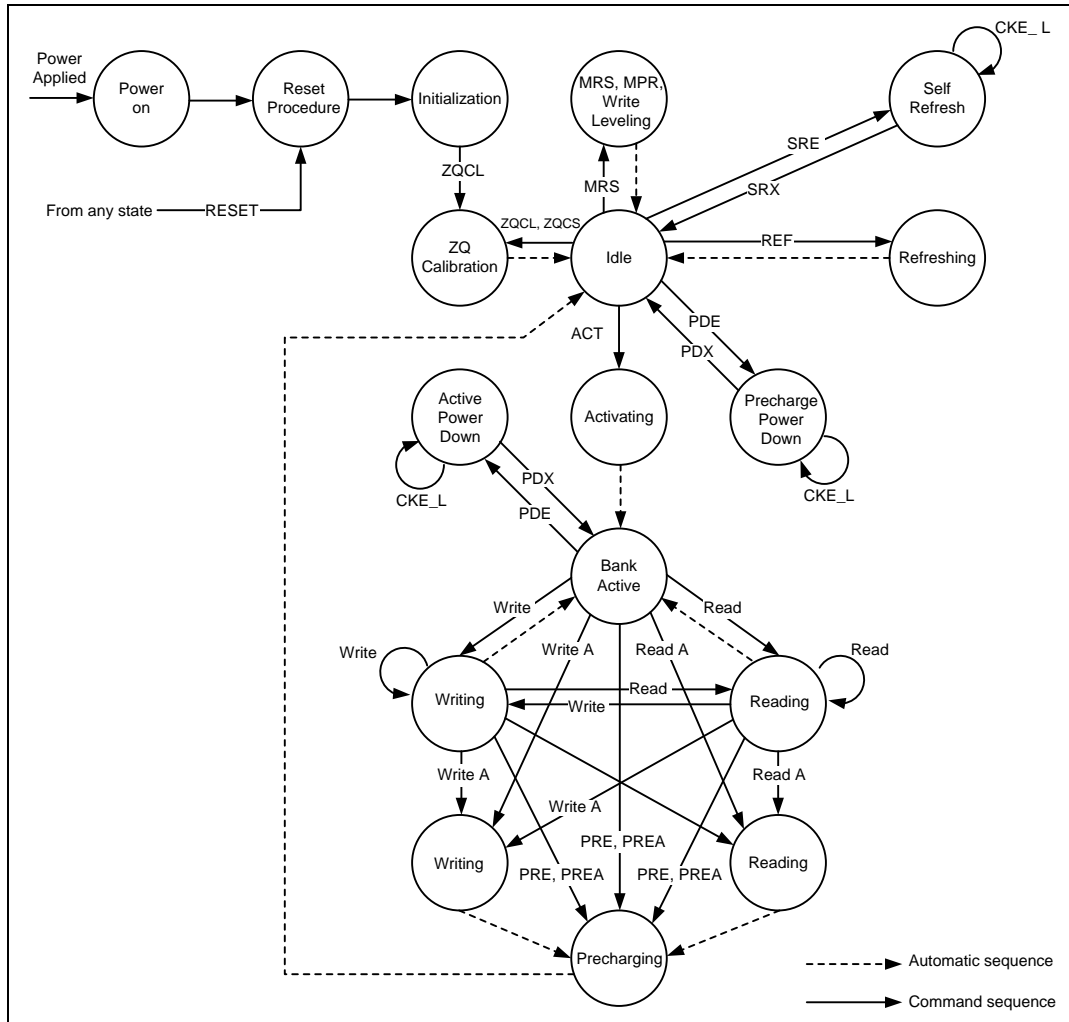 CKE_ L
Power
Applied
Power
on
Reset
Procedure
Initialization
MRS, MPR,
Write
Leveling
Self
Refresh
SRE
ZQCL
MRS
SRX
From any state
RESET
ZQCL, ZQCS
REF
ZQ
Calibration
Idle
Refreshing
PDE
ACT
PDX
Active
Power
Down
Activating
Precharge
Power
Down
PDX
CKE_L
CKE_L
PDE
Bank
Active
Write
Read
Write
Write A
Read A
Read
Writing
Read
Write
Reading
Write A
Read A
Write A
PRE, PREA
Writing
Reading
PRE, PREA
PRE, PREA
Precharging
Automatic sequence
Command sequence